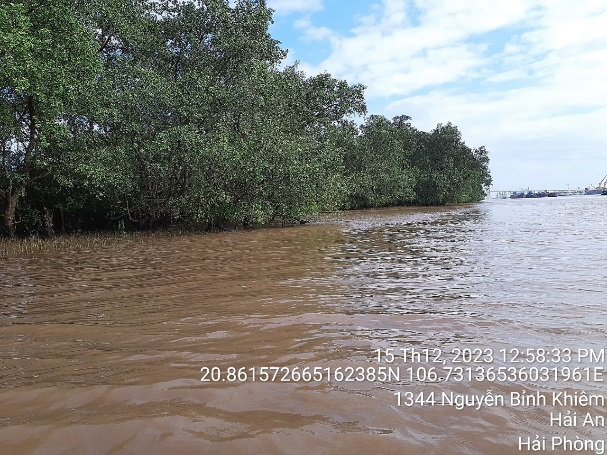 15 Th12, 2023 12:58:33 PM
20.861572665162385N 106.73136536031961E
1344 Nguyễn Bỉnh Khiêm
Hải An
Hải Phòng